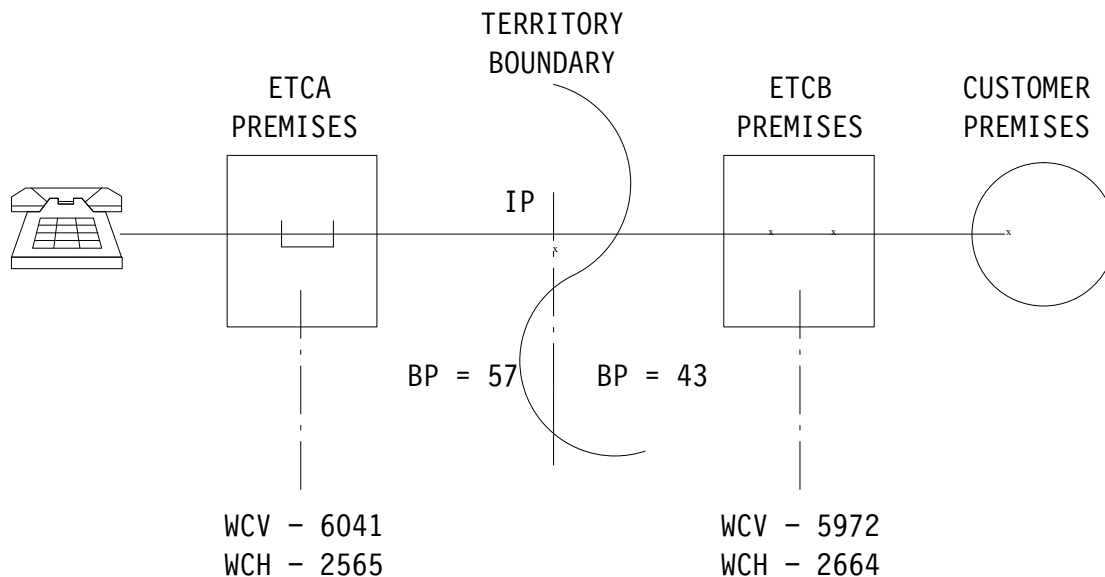 TERRITORY
BOUNDARY
ETCA
PREMISES
ETCB
PREMISES
CUSTOMER
PREMISES
IP
x
x
x
x
BP = 57
BP = 43
WCV - 6041
WCH - 2565
WCV - 5972
WCH - 2664